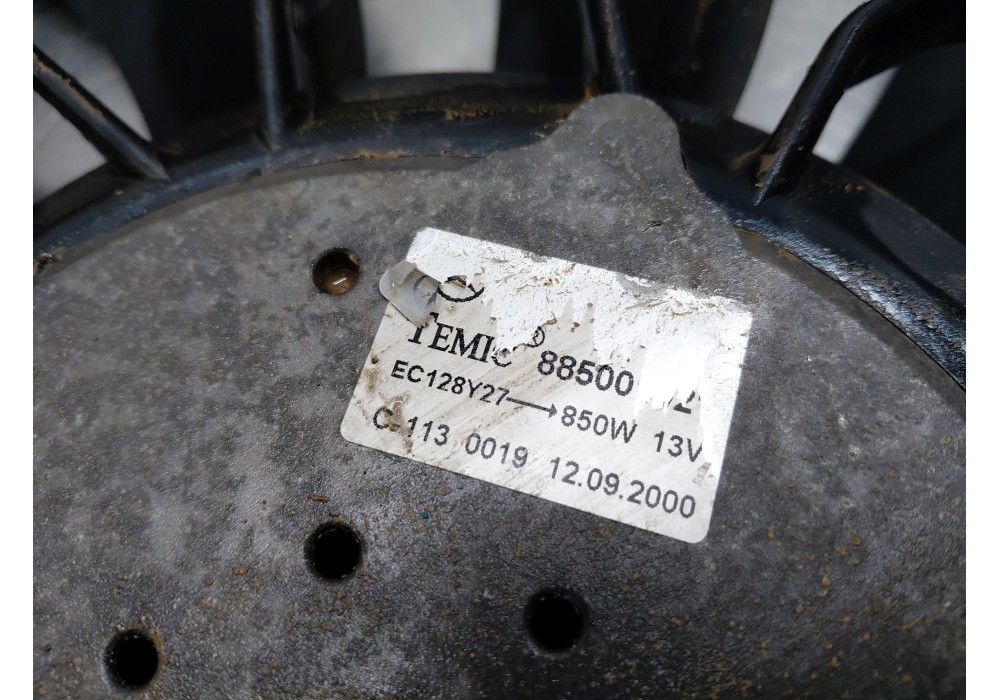 TEMIC 88500
EC128Y27→850W 13V
C 113 0019 12.09.2000